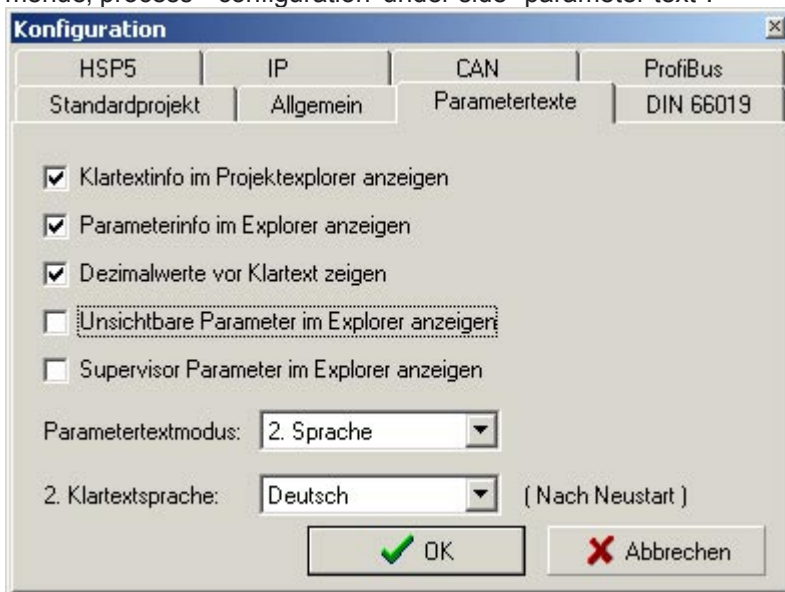 menue, process - configuration under side "parameter text".
Konfiguration
HSP5 IP CAN ProfiBus
Standardprojekt Allgemein Parametertexte DIN 66019
Klartextinfo im Projektexplorer anzeigen
Parameterinfo im Explorer anzeigen
Dezimalwerte vor Klartext zeigen
Unsichtbare Parameter im Explorer anzeigen
Supervisor Parameter im Explorer anzeigen
Parametertextmodus: 2. Sprache
2. Klartextsprache: Deutsch ( Nach Neustart )
OK Abbrechen